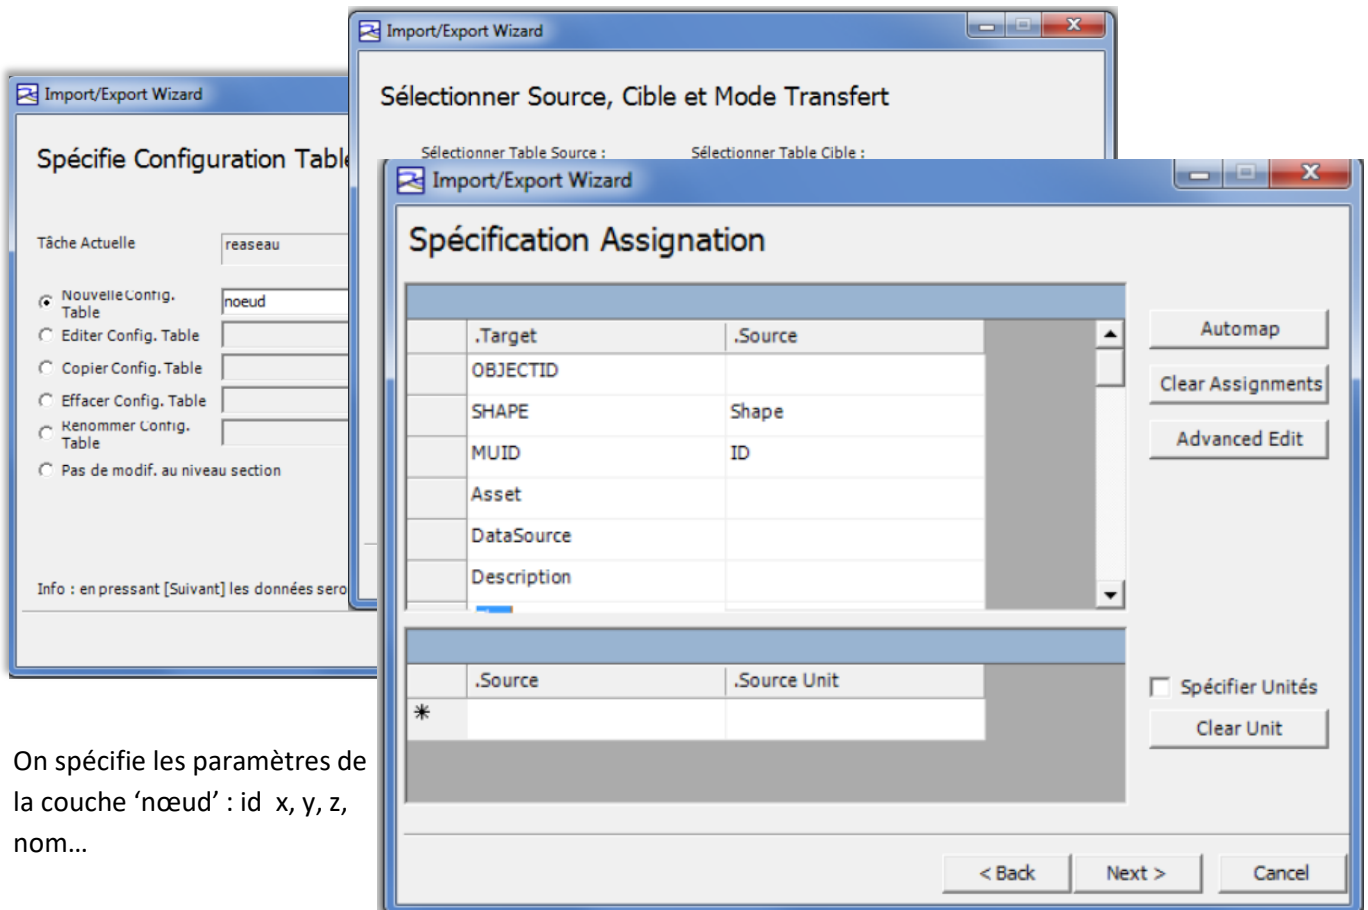 Import/Export Wizard
Spécifie Configuration Table
Tâche Actuelle reaseau
Nouvelle Config. Table noeud
Editer Config. Table
Copier Config. Table
Effacer Config. Table
Renommer Config. Table
Pas de modif. au niveau section
Info : en pressant [Suivant] les données sero
Import/Export Wizard
Sélectionner Source, Cible et Mode Transfert
Sélectionner Table Source : Sélectionner Table Cible :
Import/Export Wizard
Spécification Assignation
.Target .Source
OBJECTID
SHAPE Shape
MUID ID
Asset
DataSource
Description
Automap
Clear Assignments
Advanced Edit
.Source .Source Unit
*
Spécifier Unités
Clear Unit
< Back Next > Cancel
On spécifie les paramètres de
la couche ‘nœud’ : id x, y, z,
nom…